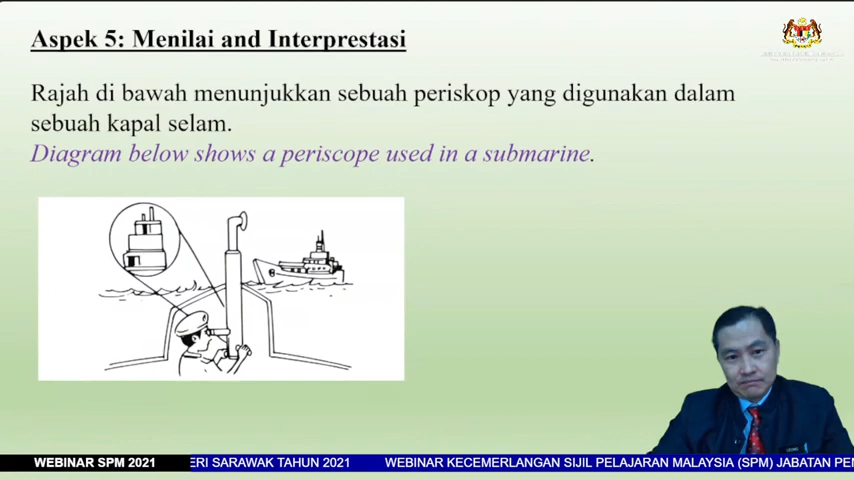 Aspek 5: Menilai and Interprestasi
Rajah di bawah menunjukkan sebuah periskop yang digunakan dalam
sebuah kapal selam.
Diagram below shows a periscope used in a submarine.
WEBINAR SPM 2021
ERI SARAWAK TAHUN 2021 WEBINAR KECEMERLANGAN SIJIL PELAJARAN MALAYSIA (SPM) JABATAN PEN